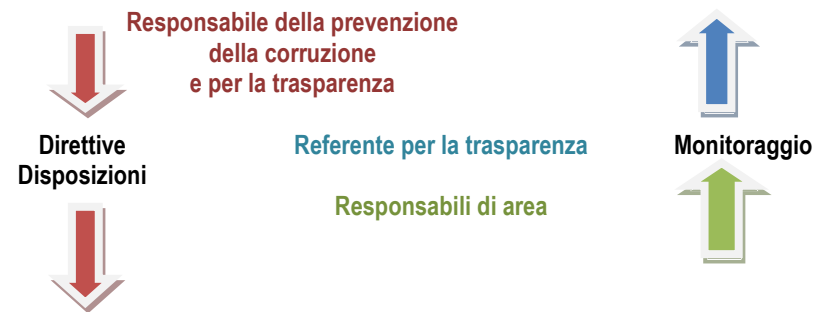 Responsabile della prevenzione
della corruzione
e per la trasparenza
Direttive
Disposizioni
Referente per la trasparenza
Monitoraggio
Responsabili di area